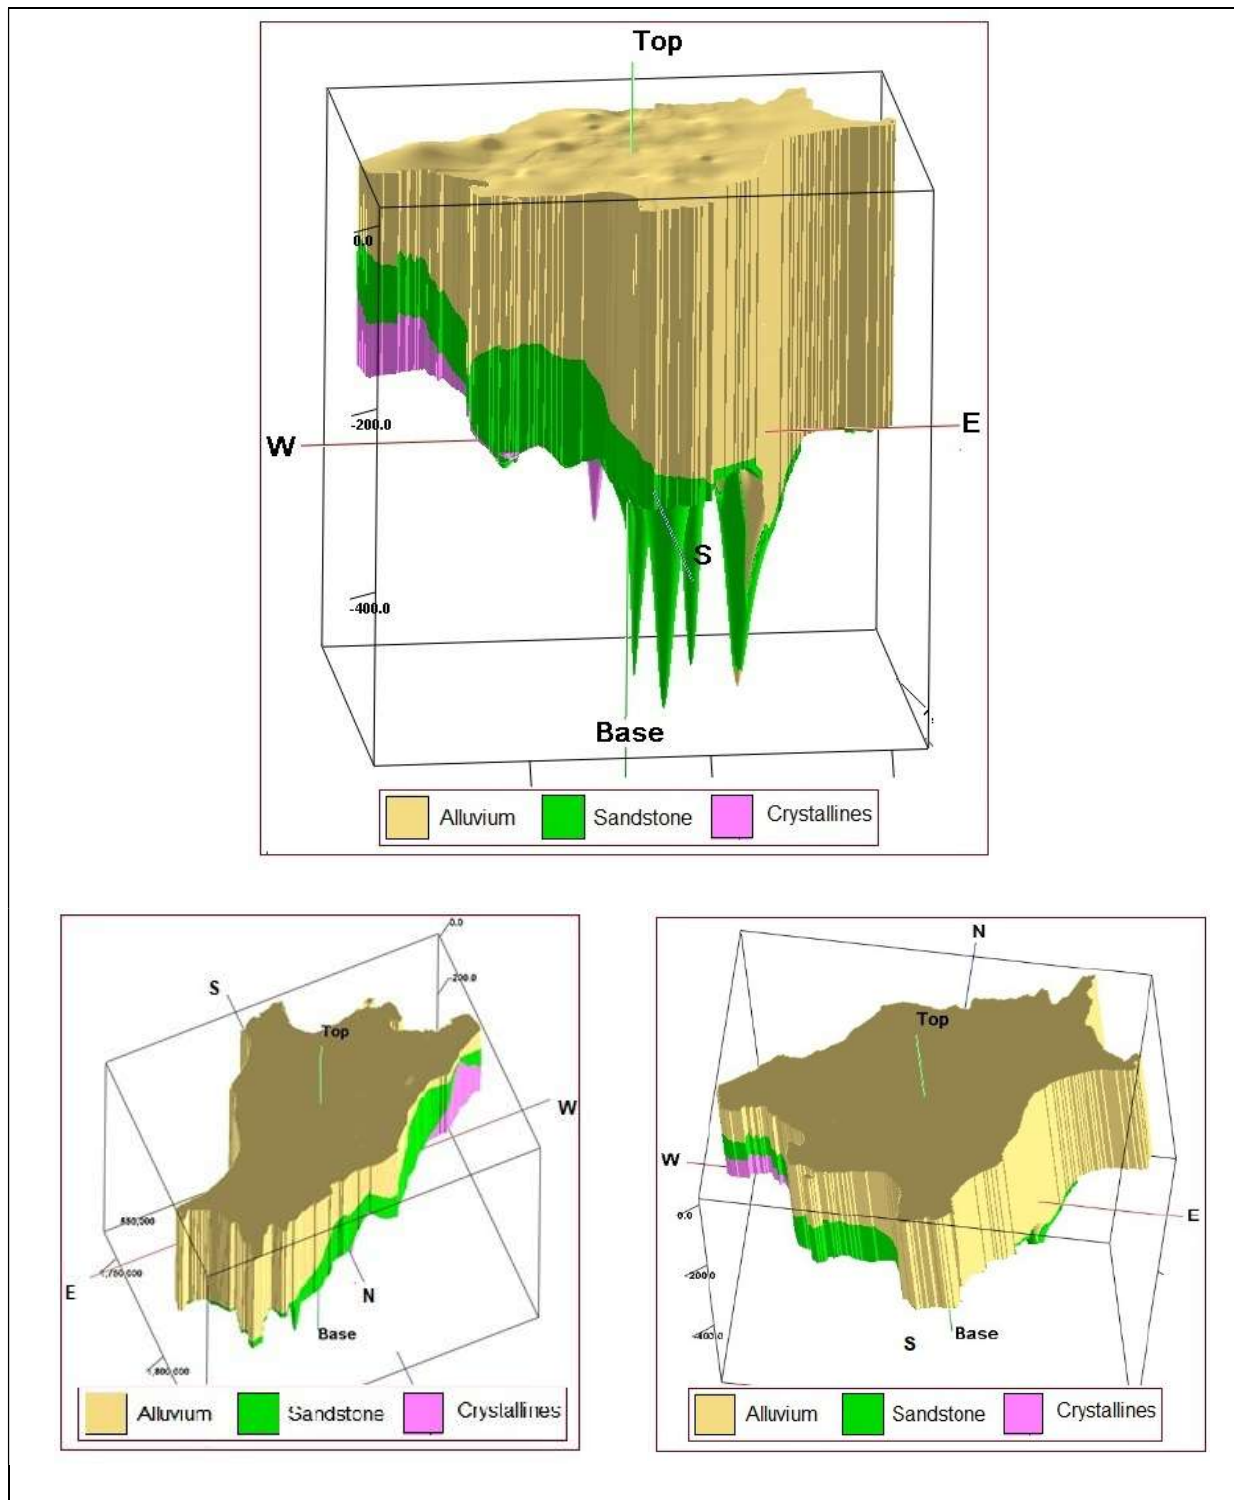 Top
0.0
-200.0
W
E
S
-400.0
Base
Alluvium
Sandstone
Crystallines
0.0
-200.0
S
Top
W
E
N
Base
Alluvium
Sandstone
Crystallines
N
Top
W
0.0
E
-200.0
-400.0
S
Base
Alluvium
Sandstone
Crystallines